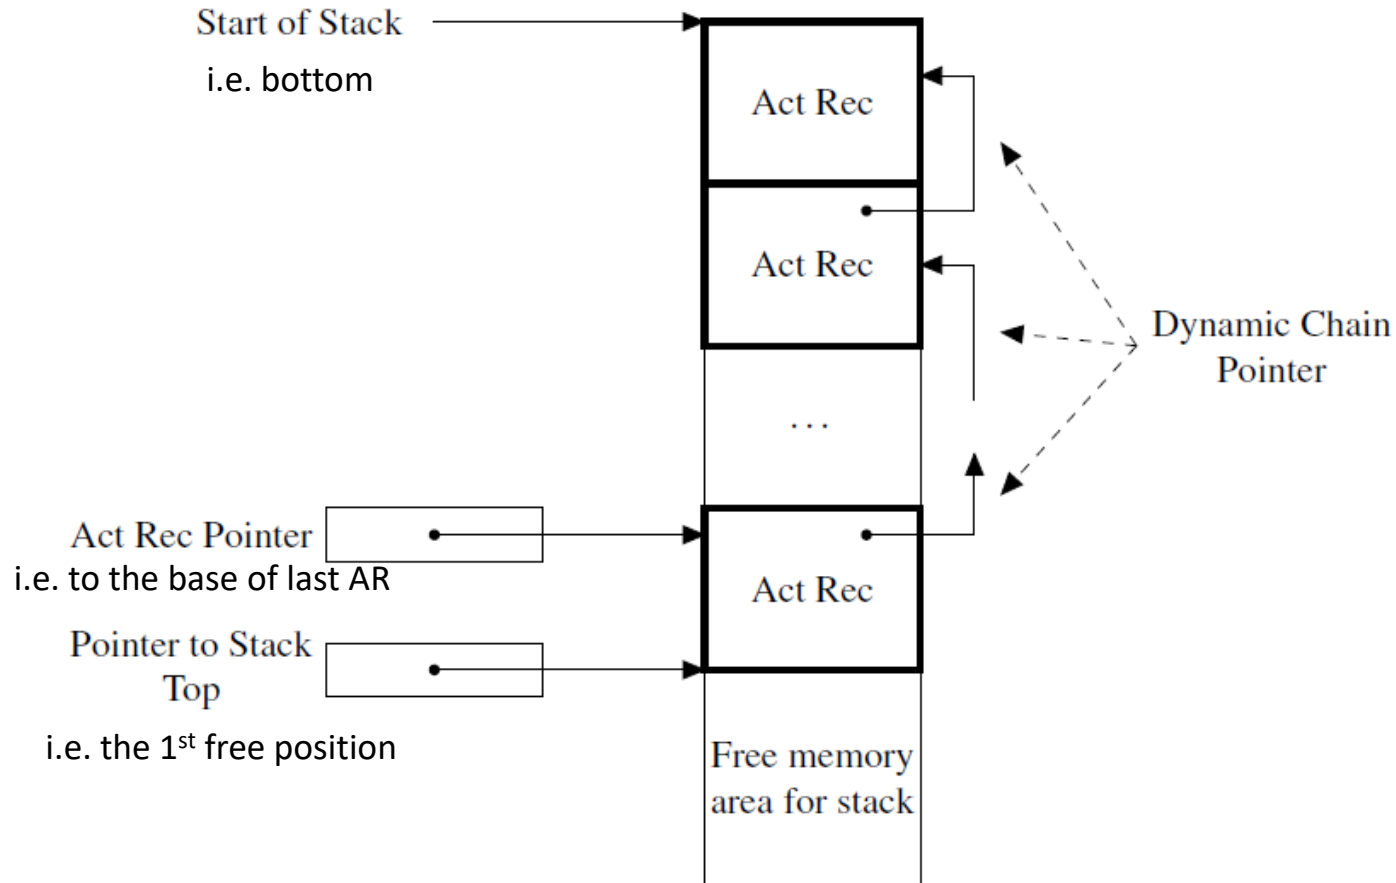 Start of Stack
i.e. bottom
Act Rec
Act Rec
Dynamic Chain
Pointer
...
Act Rec Pointer
i.e. to the base of last AR
Act Rec
Pointer to Stack
Top
i.e. the 1st free position
Free memory
area for stack